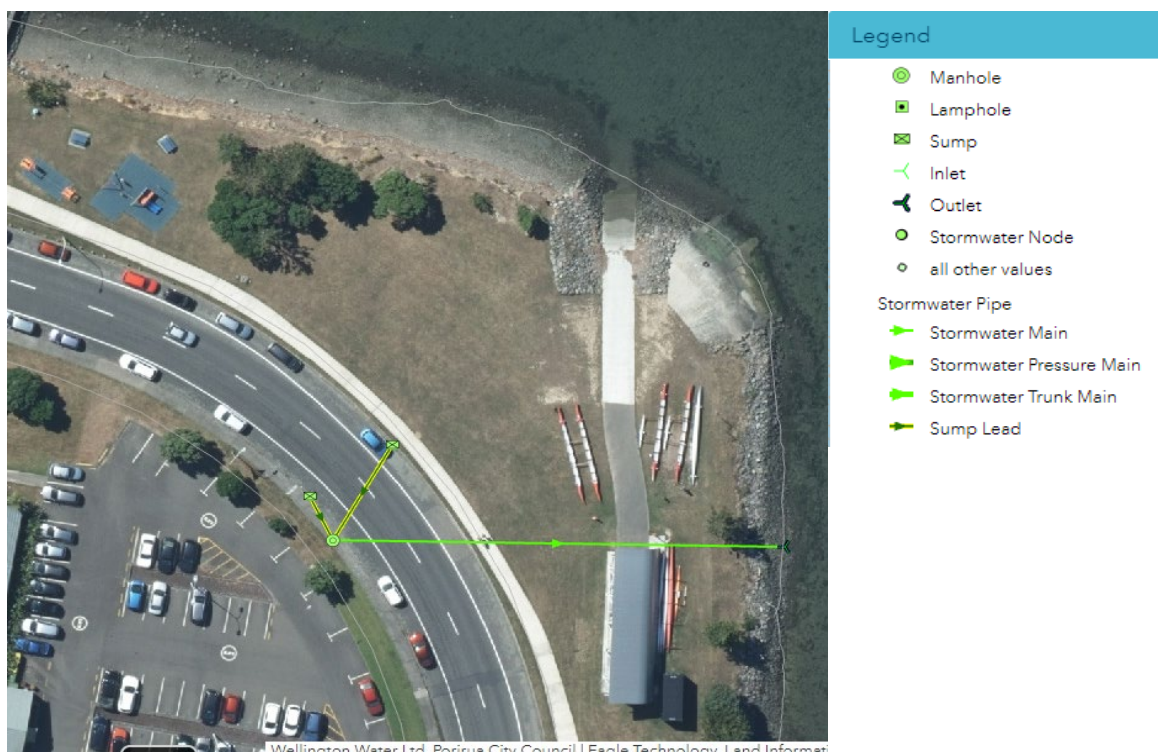 Legend
Manhole
Lamphole
Sump
Inlet
Outlet
Stormwater Node
all other values
Stormwater Pipe
Stormwater Main
Stormwater Pressure Main
Stormwater Trunk Main
Sump Lead
Wellington Water Ltd, Porirua City Council | Eagle Technology, Land Informati